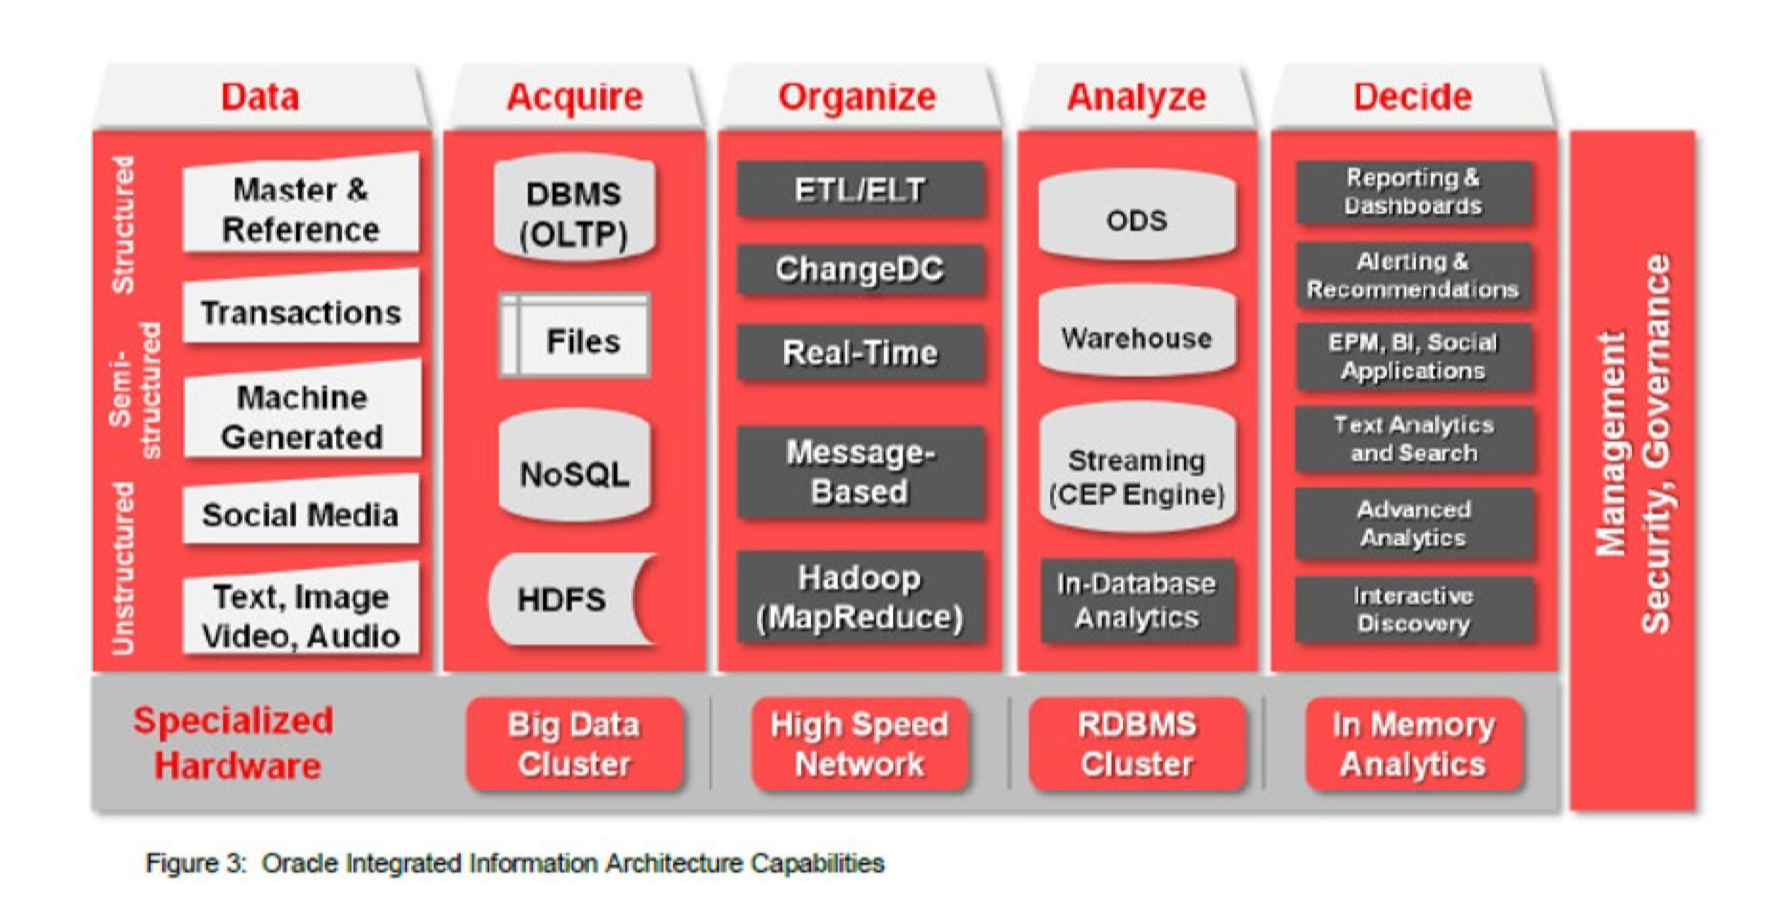 Data
Acquire
Organize
Analyze
Decide
Structured
Semi-
structured
Unstructured
Master &
Reference
Transactions
Machine
Generated
Social Media
Text, Image
Video, Audio
DBMS
(OLTP)
Files
NoSQL
HDFS
ETL/ELT
ChangeDC
Real-Time
Message-
Based
Hadoop
(MapReduce)
ODS
Warehouse
Streaming
(CEP Engine)
In-Database
Analytics
Reporting &
Dashboards
Alerting &
Recommendations
EPM, BI, Social
Applications
Text Analytics
and Search
Advanced
Analytics
Interactive
Discovery
Management
Security, Governance
Specialized
Hardware
Big Data
Cluster
High Speed
Network
RDBMS
Cluster
In Memory
Analytics
Figure 3: Oracle Integrated Information Architecture Capabilities